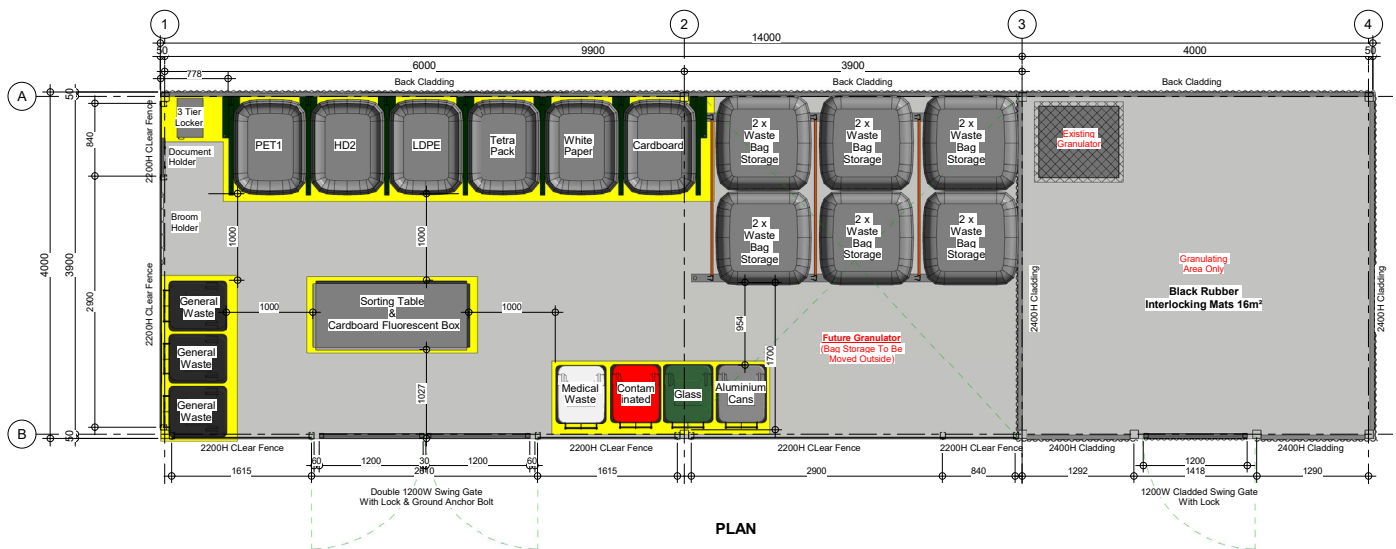 1
2
3
4
14000
50
9900
4000
50
6000
3900
778
Back Cladding
Back Cladding
Back Cladding
A
B
50
840
2900
50
4000
3900
2200H CLear Fence
2200H CLear Fence
3 Tier
Locker
Document
Holder
Broom
Holder
PET1
HD2
LDPE
Tetra
Pack
White
Paper
Cardboard
2 x
Waste
Bag
Storage
2 x
Waste
Bag
Storage
2 x
Waste
Bag
Storage
2 x
Waste
Bag
Storage
2 x
Waste
Bag
Storage
2 x
Waste
Bag
Storage
Existing
Granulator
Granulating
Area Only
Black Rubber
Interlocking Mats 16m²
2400H Cladding
2400H Cladding
1000
1000
General
Waste
General
Waste
General
Waste
1000
Sorting Table
&
Cardboard Fluorescent Box
1000
1027
954
1700
Future Granulator
(Bag Storage To Be
Moved Outside)
Medical
Waste
Contam
inated
Glass
Aluminium
Cans
2200H CLear Fence
2200H CLear Fence
2200H CLear Fence
2200H CLear Fence
2400H Cladding
2400H Cladding
1615
60
1200
30
1200
60
2610
1615
2900
840
1292
1200
1418
1290
Double 1200W Swing Gate
With Lock & Ground Anchor Bolt
1200W Cladded Swing Gate
With Lock
PLAN